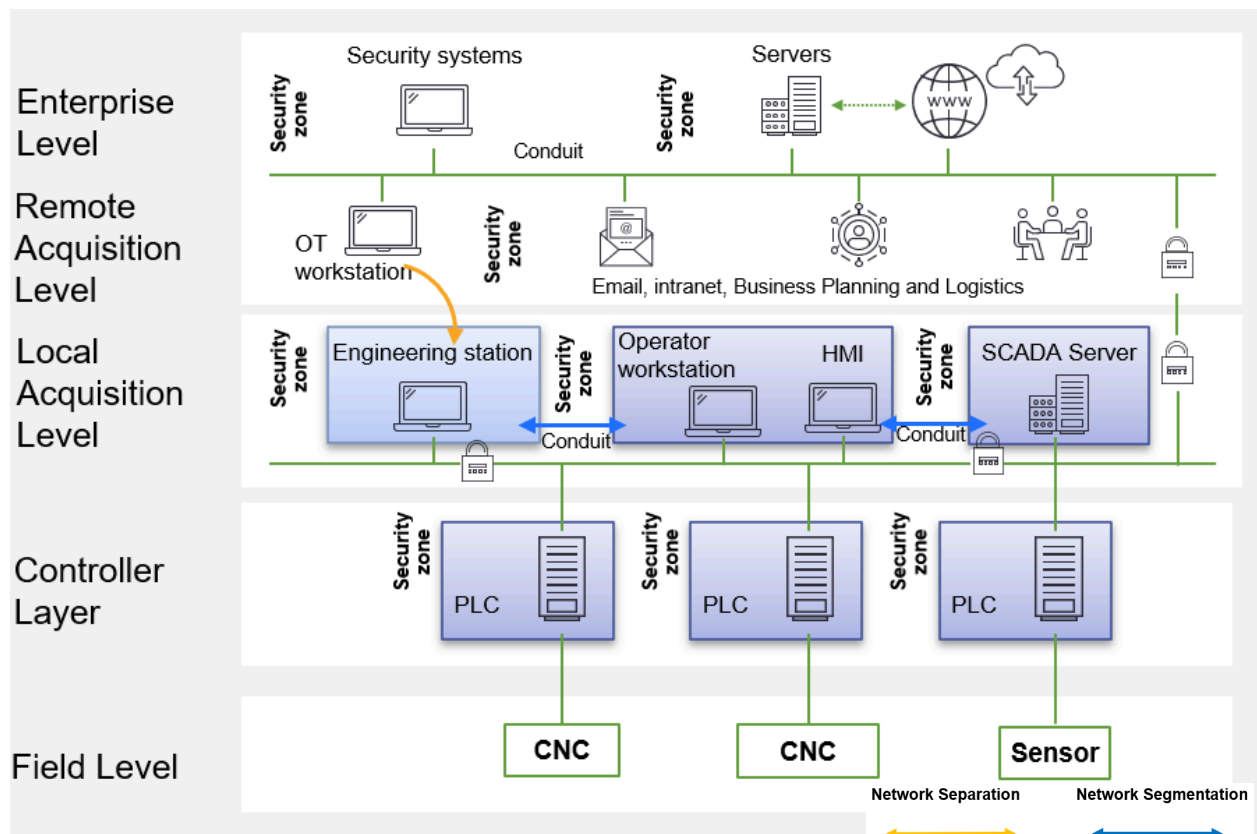 Enterprise
Level
Security
zone
Security systems
Conduit
Security
zone
Servers
WWW
Remote
Acquisition
Level
OT
workstation
Security
zone
@
Email, intranet, Business Planning and Logistics
Local
Acquisition
Level
Security
zone
Engineering station
Security
zone
Conduit
Operator
workstation
HMI
Security
zone
Conduit
SCADA Server
Controller
Layer
Security
zone
PLC
Security
zone
PLC
Security
zone
PLC
Field Level
CNC
CNC
Sensor
Network Separation
Network Segmentation